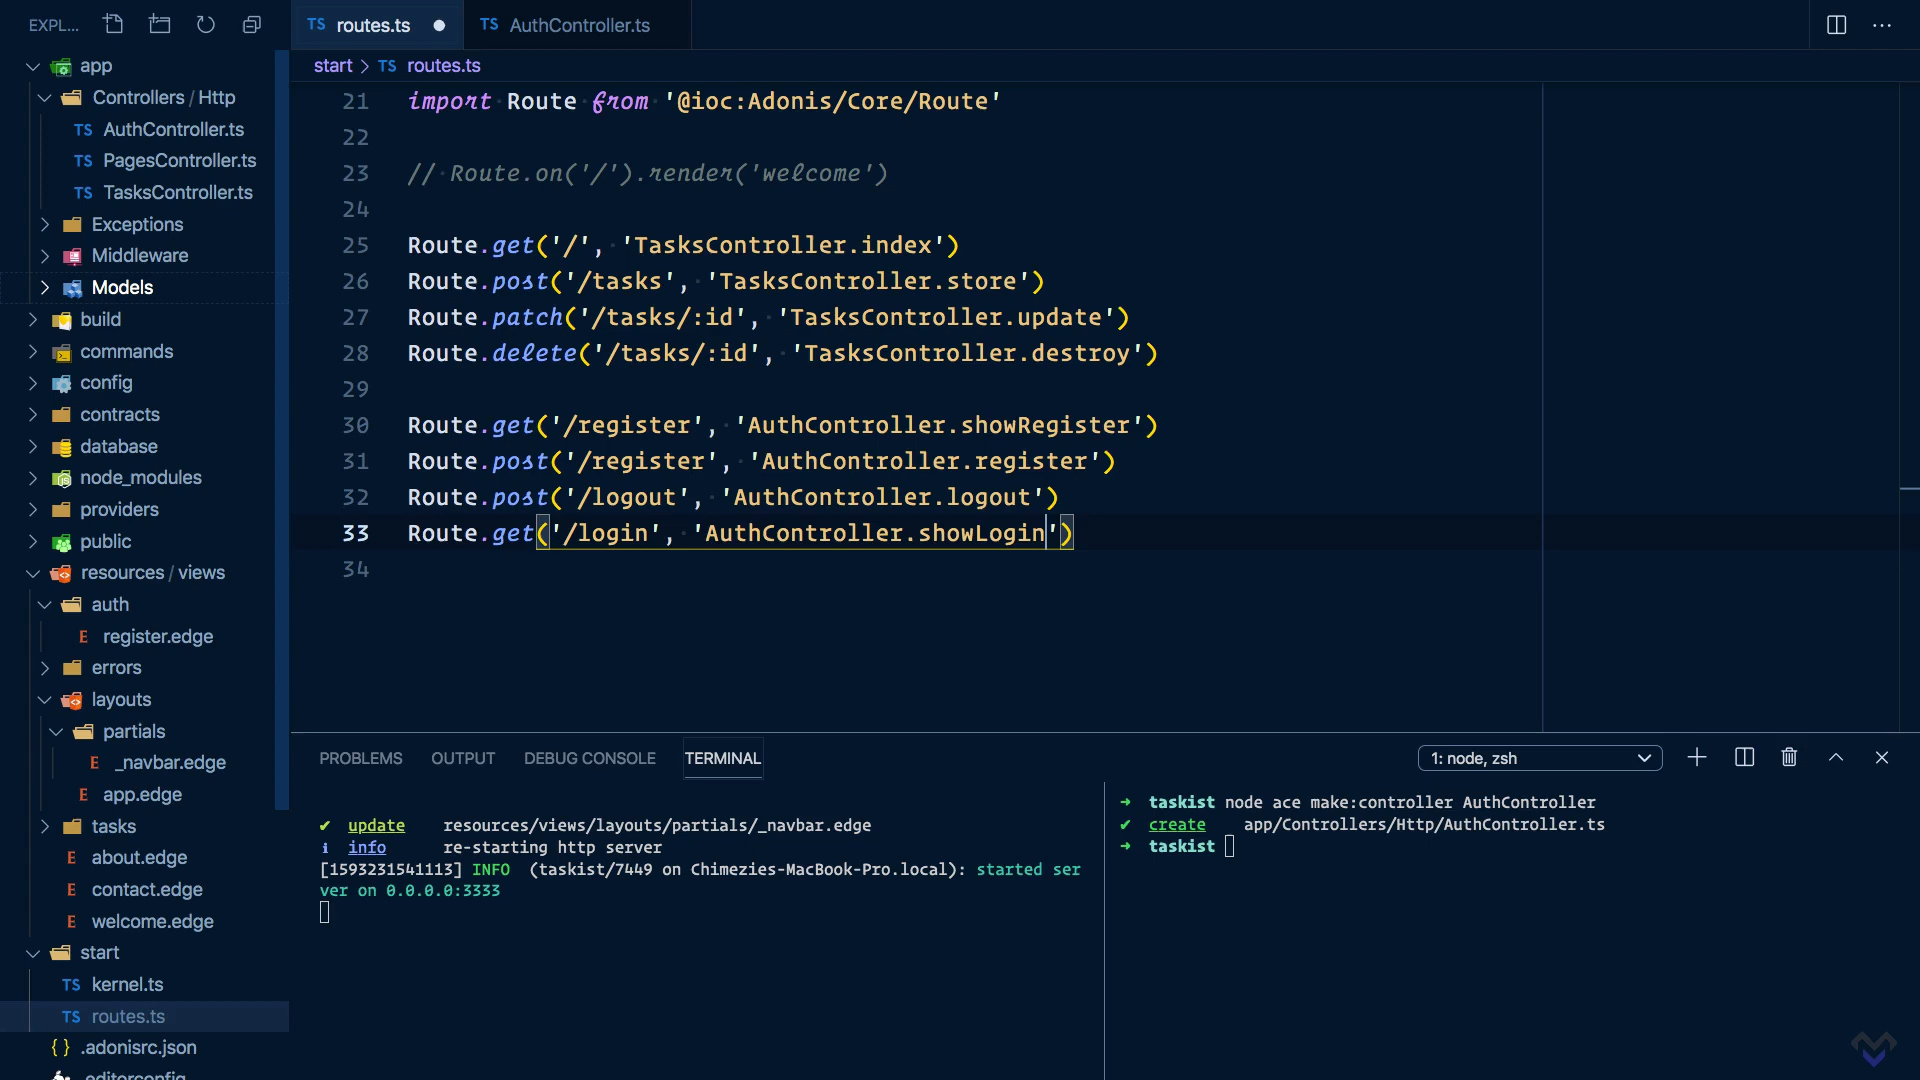 EXPL...
TS routes.ts
TS AuthController.ts
start > TS routes.ts
app
Controllers / Http
TS AuthController.ts
TS PagesController.ts
TS TasksController.ts
Exceptions
Middleware
Models
build
commands
config
contracts
database
node_modules
providers
public
resources / views
auth
E register.edge
errors
layouts
partials
E _navbar.edge
E app.edge
tasks
E about.edge
E contact.edge
E welcome.edge
start
TS kernel.ts
TS routes.ts
{ } .adonisrc.json
.editorconfig
21 import Route from '@ioc:Adonis/Core/Route'
22
23 // Route.on('/').render('welcome')
24
25 Route.get('/', 'TasksController.index')
26 Route.post('/tasks', 'TasksController.store')
27 Route.patch('/tasks/:id', 'TasksController.update')
28 Route.delete('/tasks/:id', 'TasksController.destroy')
29
30 Route.get('/register', 'AuthController.showRegister')
31 Route.post('/register', 'AuthController.register')
32 Route.post('/logout', 'AuthController.logout')
33 Route.get('/login', 'AuthController.showLogin')
34
PROBLEMS OUTPUT DEBUG CONSOLE TERMINAL
1: node, zsh
✔ update resources/views/layouts/partials/_navbar.edge
ℹ info re-starting http server
[1593231541113] INFO (taskist/7449 on Chimezies-MacBook-Pro.local): started ser
ver on 0.0.0.0:3333
➜ taskist node ace make:controller AuthController
✔ create app/Controllers/Http/AuthController.ts
➜ taskist